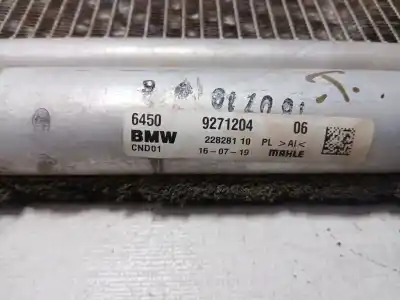 6450 9271204 06
BMW 228281 10 PL >Al<
CND01 16-07-19 MAHLE